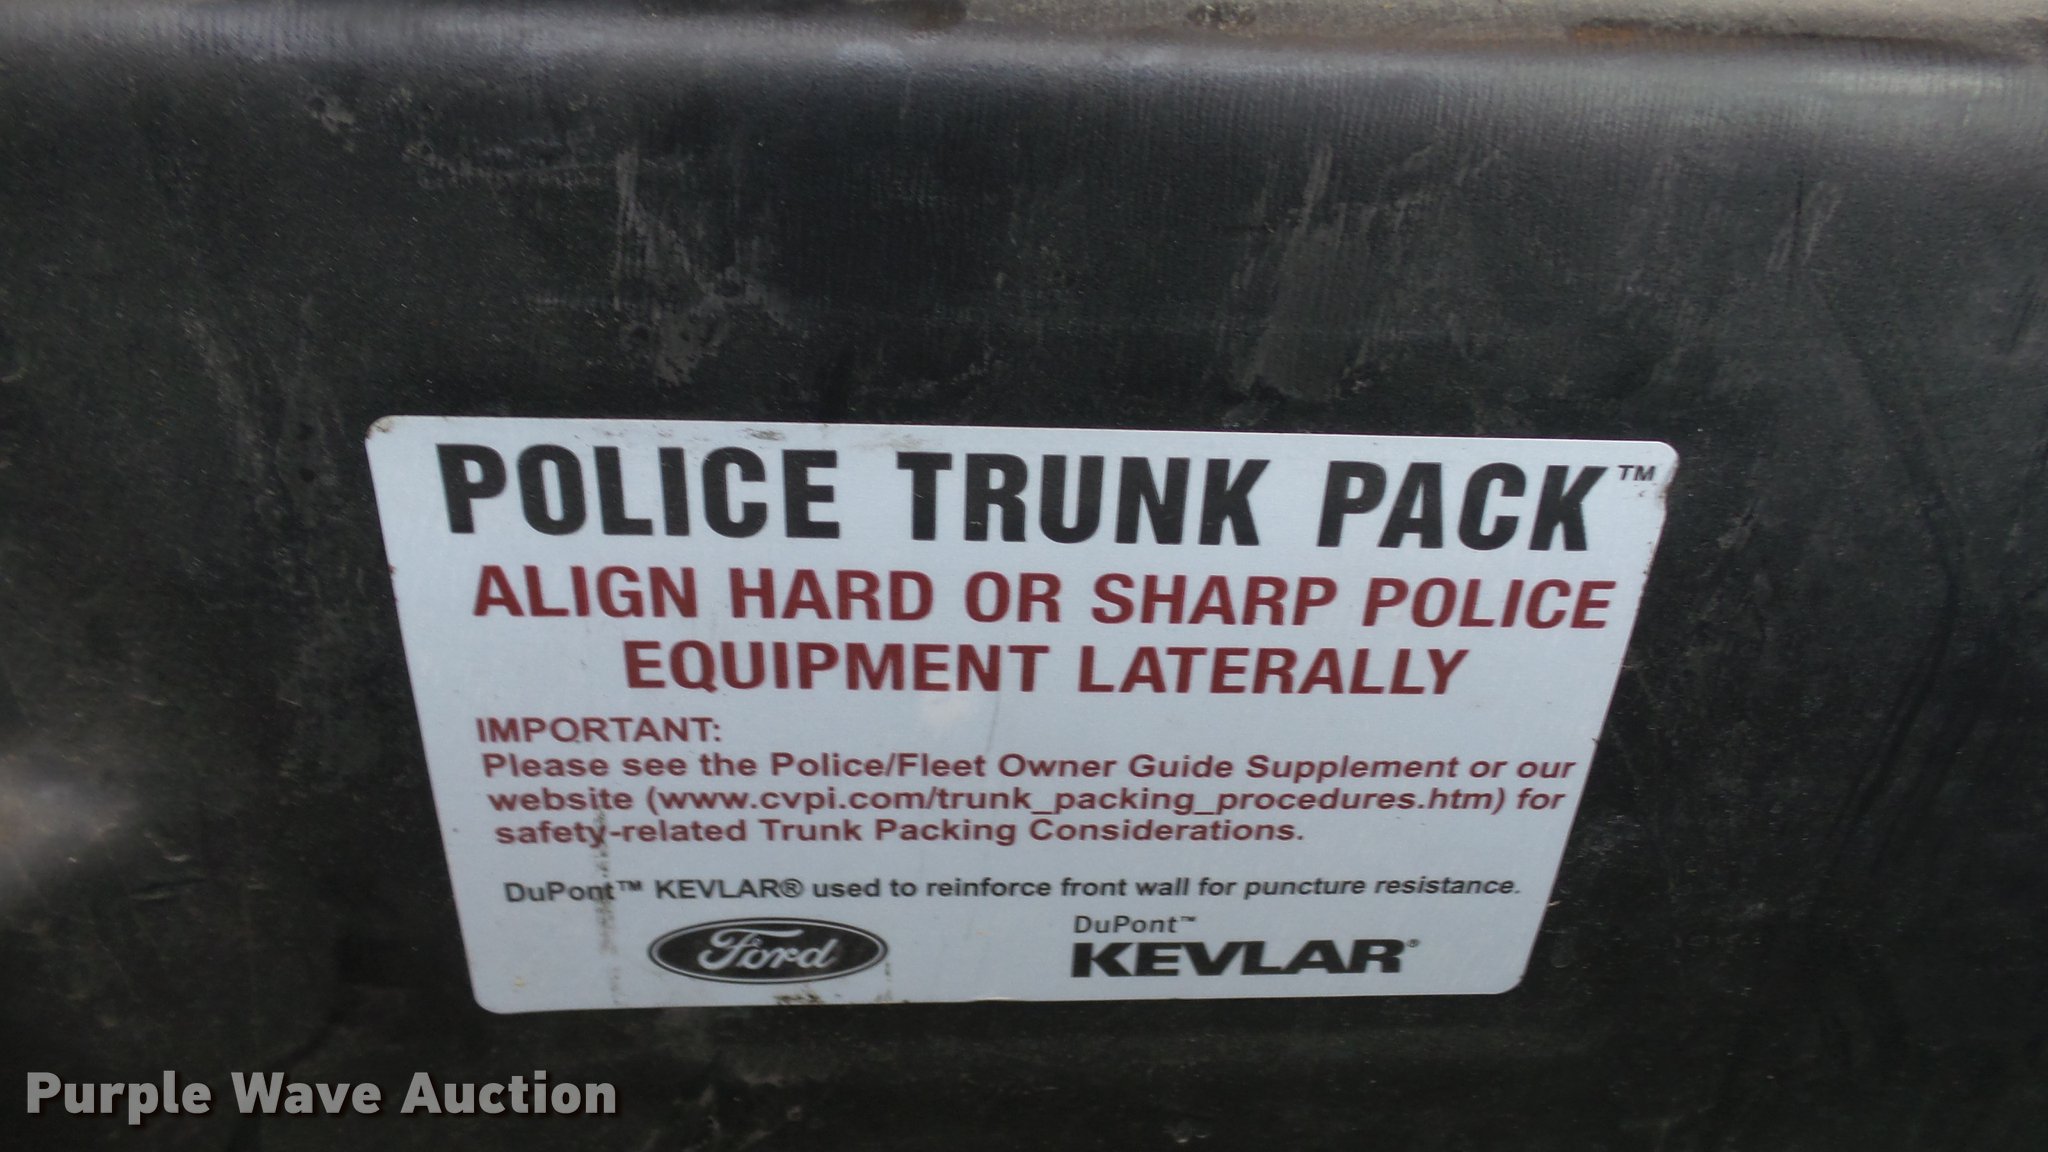 POLICE TRUNK PACK™
ALIGN HARD OR SHARP POLICE
EQUIPMENT LATERALLY
IMPORTANT:
Please see the Police/Fleet Owner Guide Supplement or our
website (www.cvpi.com/trunk_packing_procedures.htm) for
safety-related Trunk Packing Considerations.
DuPont™ KEVLAR® used to reinforce front wall for puncture resistance.
Ford
DuPont™
KEVLAR®
Purple Wave Auction